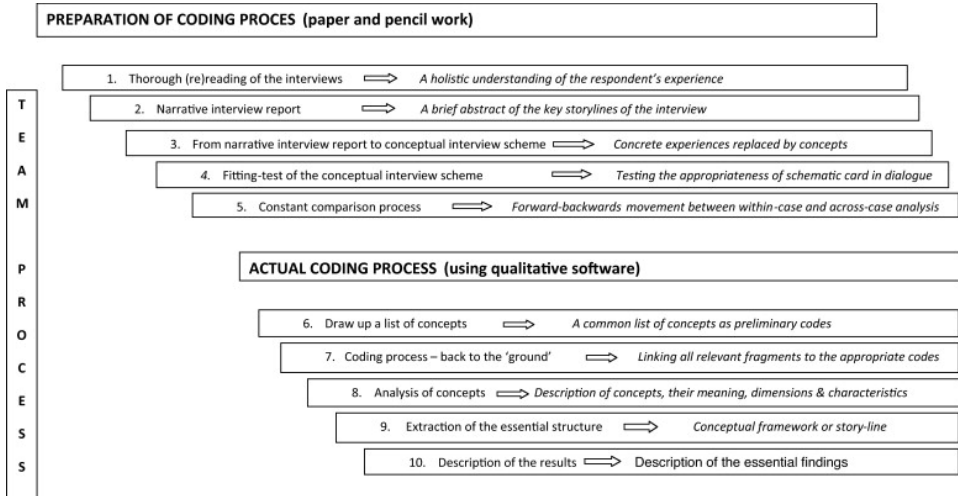 PREPARATION OF CODING PROCES (paper and pencil work)
1. Thorough (re)reading of the interviews ⇒ A holistic understanding of the respondent's experience
2. Narrative interview report ⇒ A brief abstract of the key storylines of the interview
3. From narrative interview report to conceptual interview scheme ⇒ Concrete experiences replaced by concepts
4. Fitting-test of the conceptual interview scheme ⇒ Testing the appropriateness of schematic card in dialogue
5. Constant comparison process ⇒ Forward-backwards movement between within-case and across-case analysis
ACTUAL CODING PROCESS (using qualitative software)
6. Draw up a list of concepts ⇒ A common list of concepts as preliminary codes
7. Coding process – back to the 'ground' ⇒ Linking all relevant fragments to the appropriate codes
8. Analysis of concepts ⇒ Description of concepts, their meaning, dimensions & characteristics
9. Extraction of the essential structure ⇒ Conceptual framework or story-line
10. Description of the results ⇒ Description of the essential findings
TEAM PROCESS